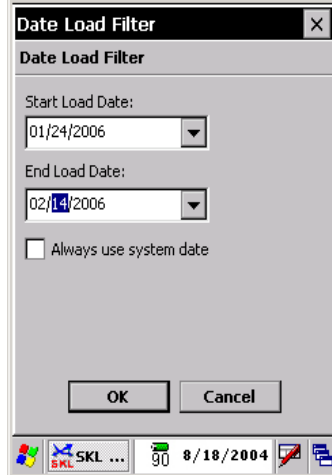 Date Load Filter
Date Load Filter
Start Load Date:
01/24/2006
End Load Date:
02/14/2006
Always use system date
OK Cancel
SKL SKL ... 90 8/18/2004